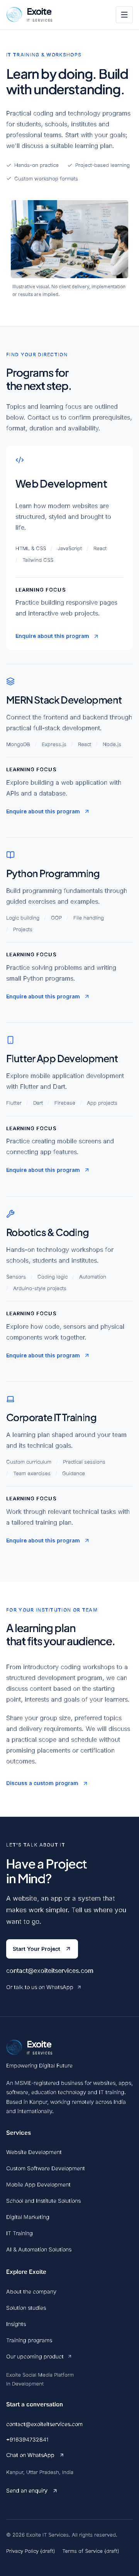 Exoite
IT SERVICES
IT TRAINING & WORKSHOPS
Learn by doing. Build
with understanding.
Practical coding and technology programs
for students, schools, institutes and
professional teams. Start with your goals;
we'll discuss a suitable learning plan.
Hands-on practice
Project-based learning
Custom workshop formats
Illustrative visual. No client delivery, implementation
or results are implied.
FIND YOUR DIRECTION
Programs for
the next step.
Topics and learning focus are outlined
below. Contact us to confirm prerequisites,
format, duration and availability.
Web Development
Learn how modern websites are
structured, styled and brought to
life.
HTML & CSS
JavaScript
React
Tailwind CSS
LEARNING FOCUS
Practice building responsive pages
and interactive web projects.
Enquire about this program
MERN Stack Development
Connect the frontend and backend through
practical full-stack development.
MongoDB
Express.js
React
Node.js
LEARNING FOCUS
Explore building a web application with
APIs and a database.
Enquire about this program
Python Programming
Build programming fundamentals through
guided exercises and examples.
Logic building
OOP
File handling
Projects
LEARNING FOCUS
Practice solving problems and writing
small Python programs.
Enquire about this program
Flutter App Development
Explore mobile application development
with Flutter and Dart.
Flutter
Dart
Firebase
App projects
LEARNING FOCUS
Practice creating mobile screens and
connecting app features.
Enquire about this program
Robotics & Coding
Hands-on technology workshops for
schools, students and institutes.
Sensors
Coding logic
Automation
Arduino-style projects
LEARNING FOCUS
Explore how code, sensors and physical
components work together.
Enquire about this program
Corporate IT Training
A learning plan shaped around your team
and its technical goals.
Custom curriculum
Practical sessions
Team exercises
Guidance
LEARNING FOCUS
Work through relevant technical tasks with
a tailored training plan.
Enquire about this program
FOR YOUR INSTITUTION OR TEAM
A learning plan
that fits your audience.
From introductory coding workshops to a
structured development program, we can
discuss content based on the starting
point, interests and goals of your learners.
Share your group size, preferred topics
and delivery requirements. We will discuss
a practical scope and schedule without
promising placements or certification
outcomes.
Discuss a custom program
LET'S TALK ABOUT IT
Have a Project
in Mind?
A website, an app or a system that
makes work simpler. Tell us where you
want to go.
Start Your Project
contact@exoiteitservices.com
Or talk to us on WhatsApp
Exoite
IT SERVICES
Empowering Digital Future
An MSME-registered business for websites, apps,
software, education technology and IT training.
Based in Kanpur, working remotely across India
and internationally.
Services
Website Development
Custom Software Development
Mobile App Development
School and Institute Solutions
Digital Marketing
IT Training
AI & Automation Solutions
Explore Exoite
About the company
Solution studies
Insights
Training programs
Our upcoming product
Exoite Social Media Platform
In Development
Start a conversation
contact@exoiteitservices.com
+916394732841
Chat on WhatsApp
Kanpur, Uttar Pradesh, India
Send an enquiry
© 2026 Exoite IT Services. All rights reserved.
Privacy Policy (draft)
Terms of Service (draft)